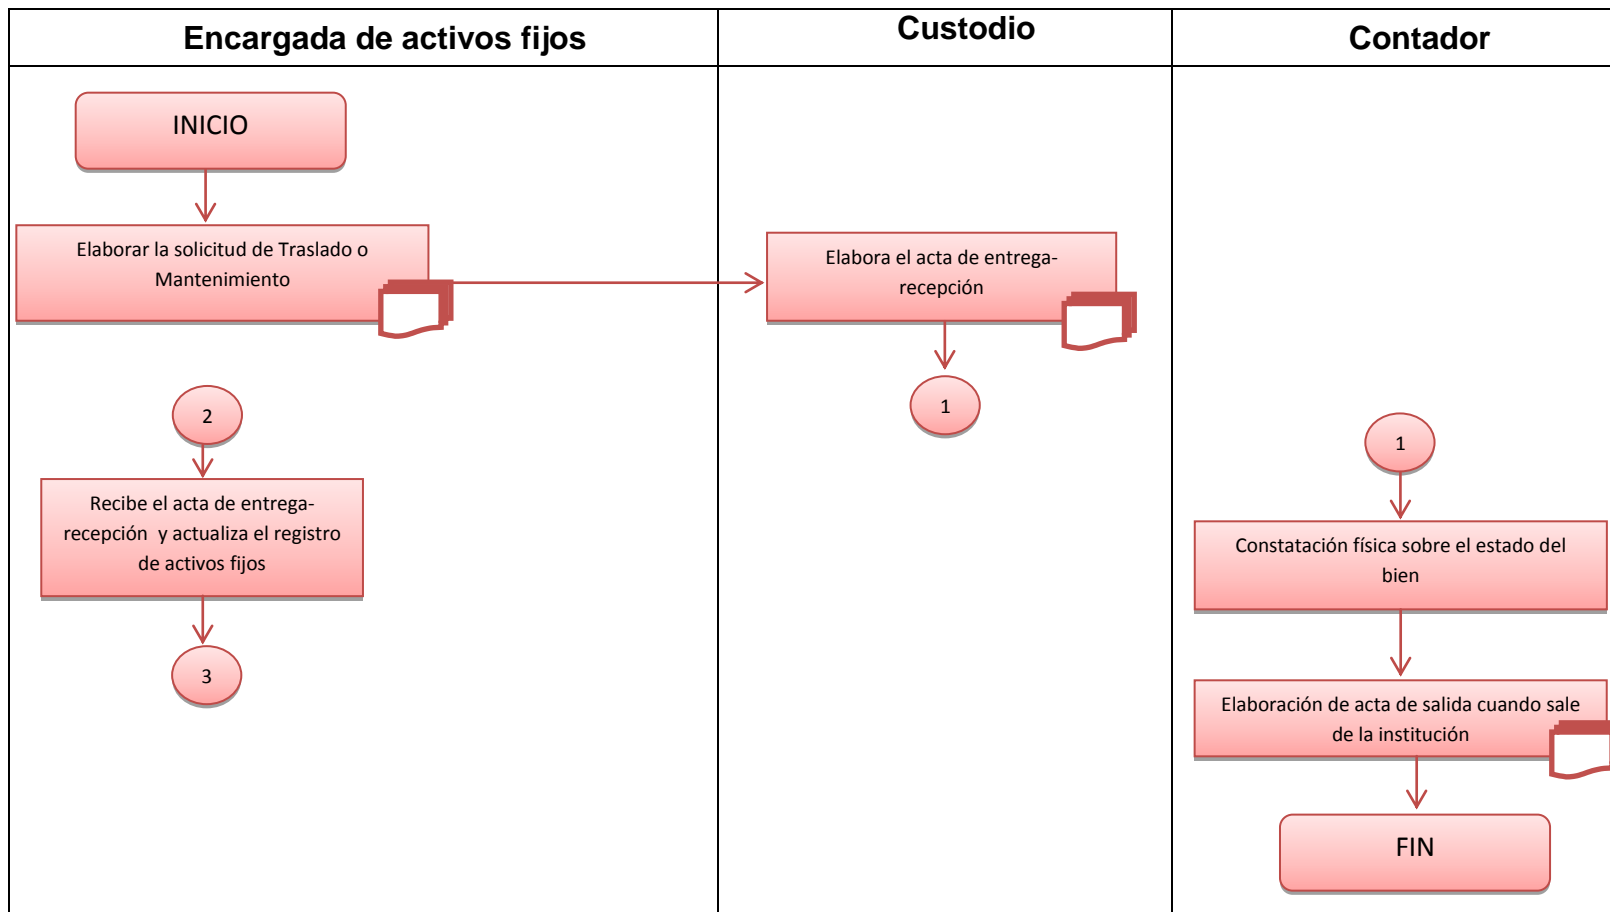 Encargada de activos fijos
Custodio
Contador
INICIO
Elaborar la solicitud de Traslado o
Mantenimiento
2
Recibe el acta de entrega-
recepción y actualiza el registro
de activos fijos
3
Elabora el acta de entrega-
recepción
1
1
Constatación física sobre el estado del
bien
Elaboración de acta de salida cuando sale
de la institución
FIN